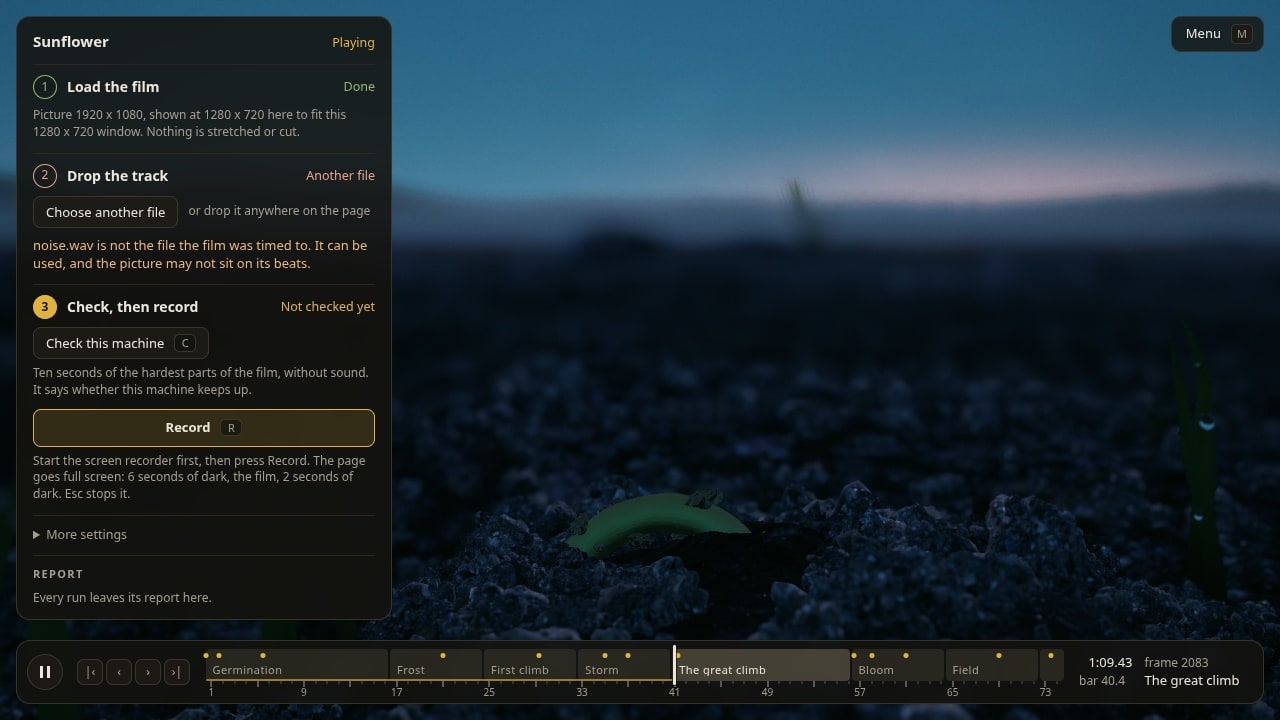 Sunflower Playing
Menu M
1 Load the film Done
Picture 1920 x 1080, shown at 1280 x 720 here to fit this
1280 x 720 window. Nothing is stretched or cut.
2 Drop the track Another file
Choose another file or drop it anywhere on the page
noise.wav is not the file the film was timed to. It can be
used, and the picture may not sit on its beats.
3 Check, then record Not checked yet
Check this machine C
Ten seconds of the hardest parts of the film, without sound.
It says whether this machine keeps up.
Record R
Start the screen recorder first, then press Record. The page
goes full screen: 6 seconds of dark, the film, 2 seconds of
dark. Esc stops it.
More settings
REPORT
Every run leaves its report here.
Germination Frost First climb Storm The great climb Bloom Field
1 9 17 25 33 41 49 57 65 73
1:09.43 frame 2083
bar 40.4 The great climb